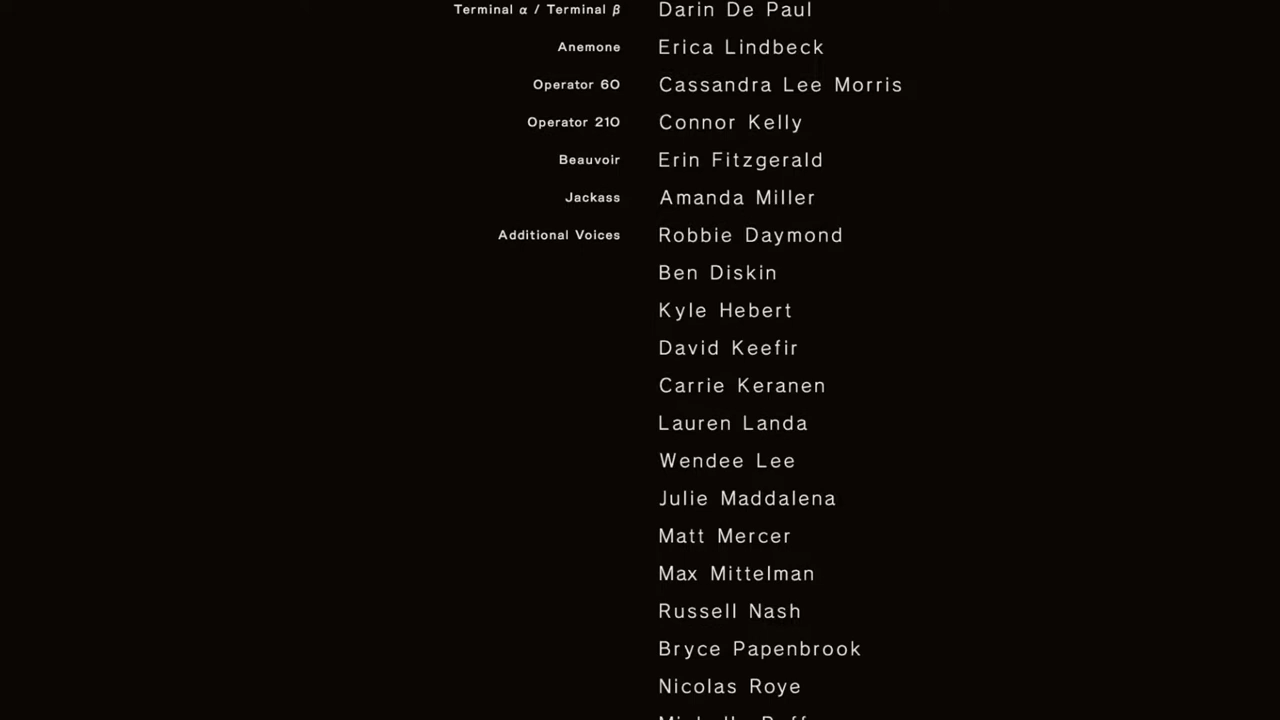 Terminal α / Terminal β Darin De Paul
Anemone Erica Lindbeck
Operator 6O Cassandra Lee Morris
Operator 21O Connor Kelly
Beauvoir Erin Fitzgerald
Jackass Amanda Miller
Additional Voices Robbie Daymond
Ben Diskin
Kyle Hebert
David Keefir
Carrie Keranen
Lauren Landa
Wendee Lee
Julie Maddalena
Matt Mercer
Max Mittelman
Russell Nash
Bryce Papenbrook
Nicolas Roye